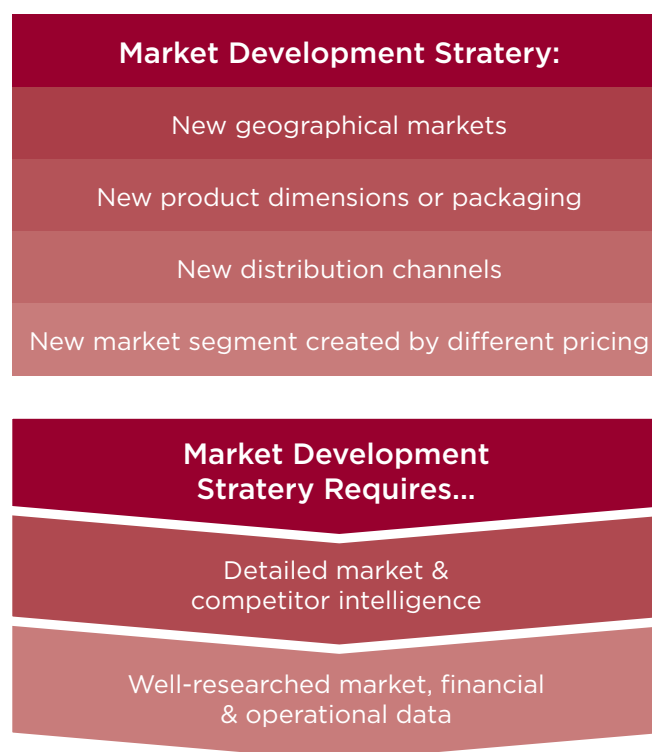 Market Development Stratery:
New geographical markets
New product dimensions or packaging
New distribution channels
New market segment created by different pricing
Market Development
Stratery Requires...
Detailed market &
competitor intelligence
Well-researched market, financial
& operational data